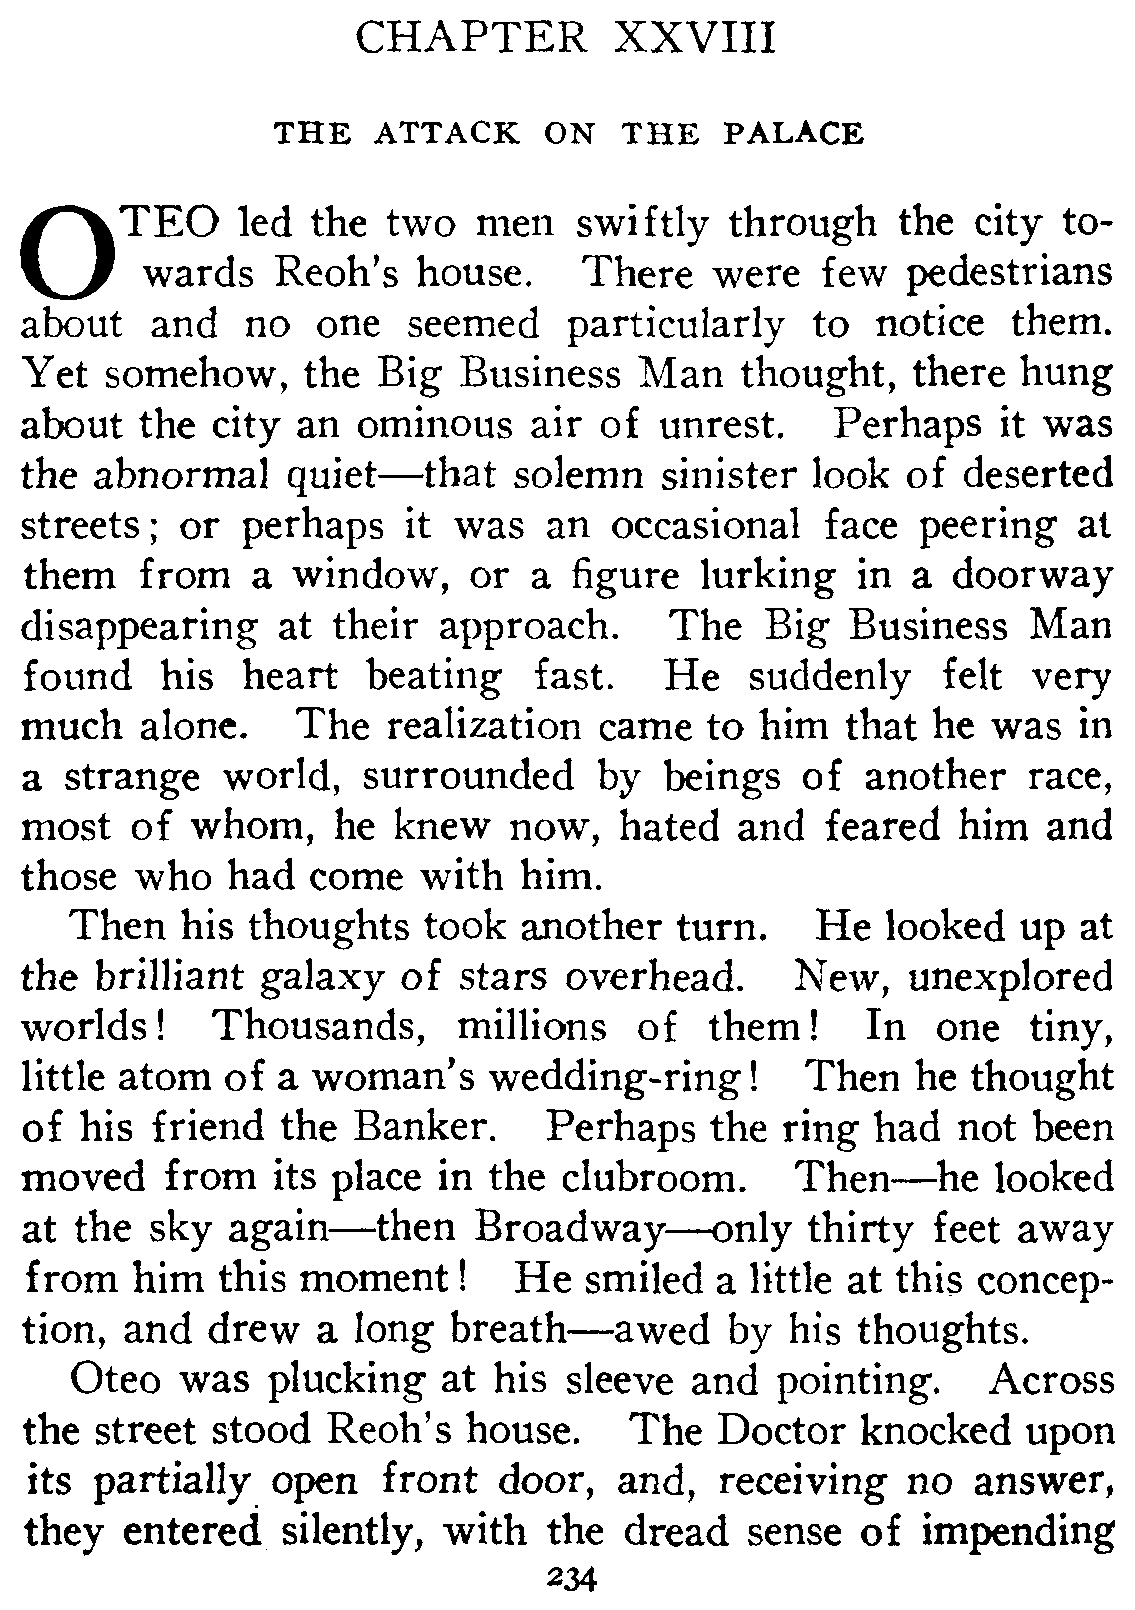 CHAPTER XXVIII
THE ATTACK ON THE PALACE
OTEO led the two men swiftly through the city to-
wards Reoh's house. There were few pedestrians
about and no one seemed particularly to notice them.
Yet somehow, the Big Business Man thought, there hung
about the city an ominous air of unrest. Perhaps it was
the abnormal quiet—that solemn sinister look of deserted
streets; or perhaps it was an occasional face peering at
them from a window, or a figure lurking in a doorway
disappearing at their approach. The Big Business Man
found his heart beating fast. He suddenly felt very
much alone. The realization came to him that he was in
a strange world, surrounded by beings of another race,
most of whom, he knew now, hated and feared him and
those who had come with him.
Then his thoughts took another turn. He looked up at
the brilliant galaxy of stars overhead. New, unexplored
worlds! Thousands, millions of them! In one tiny,
little atom of a woman's wedding-ring! Then he thought
of his friend the Banker. Perhaps the ring had not been
moved from its place in the clubroom. Then—he looked
at the sky again—then Broadway—only thirty feet away
from him this moment! He smiled a little at this concep-
tion, and drew a long breath—awed by his thoughts.
Oteo was plucking at his sleeve and pointing. Across
the street stood Reoh's house. The Doctor knocked upon
its partially open front door, and, receiving no answer,
they entered silently, with the dread sense of impending
234